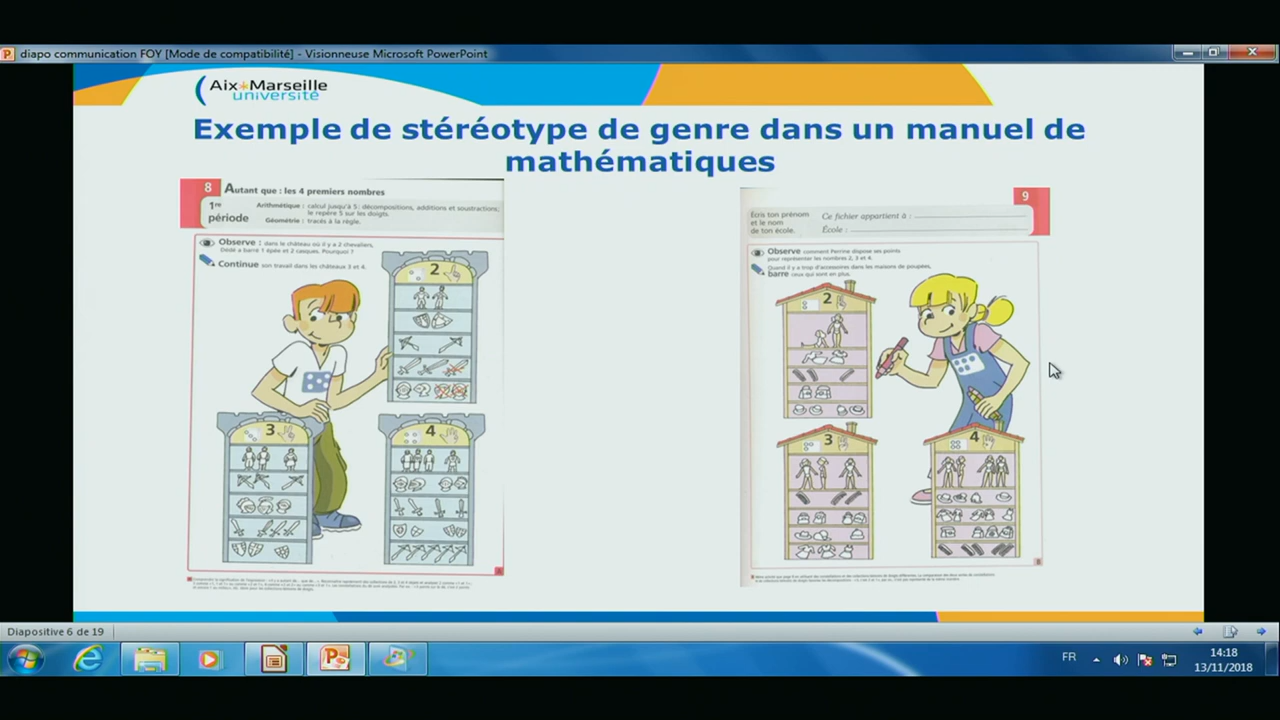 diapo communication FOY [Mode de compatibilité] - Visionneuse Microsoft PowerPoint
Aix*Marseille
université
Exemple de stéréotype de genre dans un manuel de
mathématiques
8
Autant que : les 4 premiers nombres
1re
période
Arithmétique : calcul jusqu'à 5 : décompositions, additions et soustractions;
le repère 5 sur les doigts.
Géométrie : tracés à la règle.
Observe : dans le château où il y a 2 chevaliers,
Dédé a barré 1 épée et 2 casques. Pourquoi ?
Continue son travail dans les châteaux 3 et 4.
2
3
4
9
Écris ton prénom
et le nom
de ton école.
Ce fichier appartient à :
École :
Observe comment Perrine dispose ses points
pour représenter les nombres 2, 3 et 4.
Quand il y a trop d'accessoires dans les maisons de poupées,
barre ceux qui sont en plus.
2
3
4
Diapositive 6 de 19
FR
14:18
13/11/2018